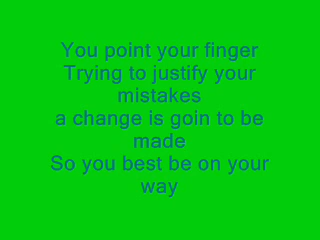 You point your finger
Trying to justify your
mistakes
a change is goin to be
made
So you best be on your
way